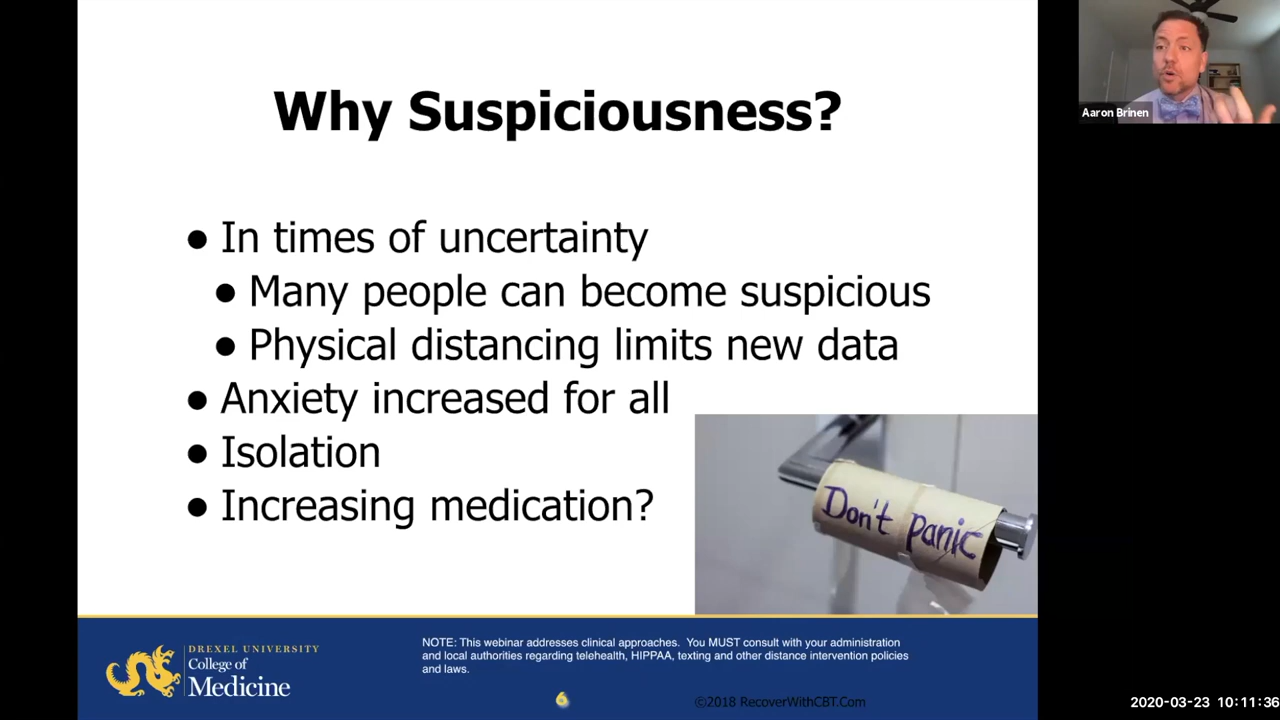 Why Suspiciousness?
Aaron Brinen
● In times of uncertainty
● Many people can become suspicious
● Physical distancing limits new data
● Anxiety increased for all
● Isolation
● Increasing medication?
Don't panic
DREXEL UNIVERSITY
College of
Medicine
NOTE: This webinar addresses clinical approaches. You MUST consult with your administration
and local authorities regarding telehealth, HIPPAA, texting and other distance intervention policies
and laws.
6
©2018 RecoverWithCBT.Com
2020-03-23 10:11:36